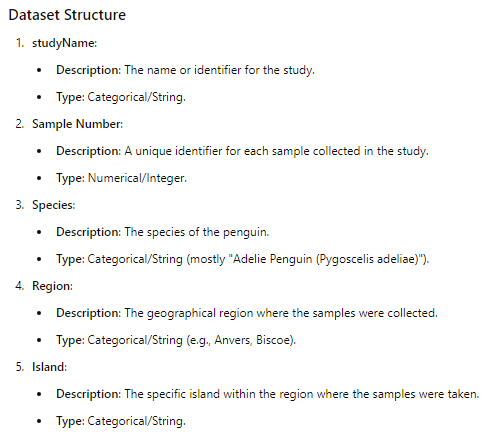 Dataset Structure
1. studyName:
• Description: The name or identifier for the study.
• Type: Categorical/String.
2. Sample Number:
• Description: A unique identifier for each sample collected in the study.
• Type: Numerical/Integer.
3. Species:
• Description: The species of the penguin.
• Type: Categorical/String (mostly "Adelie Penguin (Pygoscelis adeliae)").
4. Region:
• Description: The geographical region where the samples were collected.
• Type: Categorical/String (e.g., Anvers, Biscoe).
5. Island:
• Description: The specific island within the region where the samples were taken.
• Type: Categorical/String.